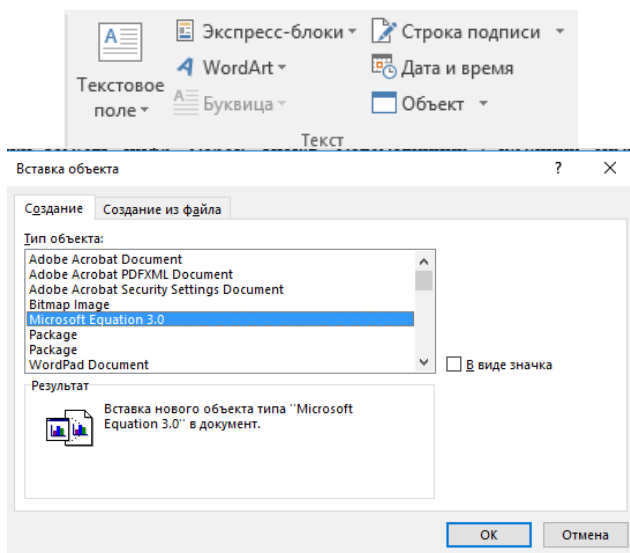 Экспресс-блоки
Строка подписи
Текстовое поле
WordArt
Дата и время
Буквица
Объект
Текст
Вставка объекта
? ×
Создание
Создание из файла
Тип объекта:
Adobe Acrobat Document
Adobe Acrobat PDFXML Document
Adobe Acrobat Security Settings Document
Bitmap Image
Microsoft Equation 3.0
Package
Package
WordPad Document
В виде значка
Результат
Вставка нового объекта типа "Microsoft
Equation 3.0" в документ.
ОК
Отмена